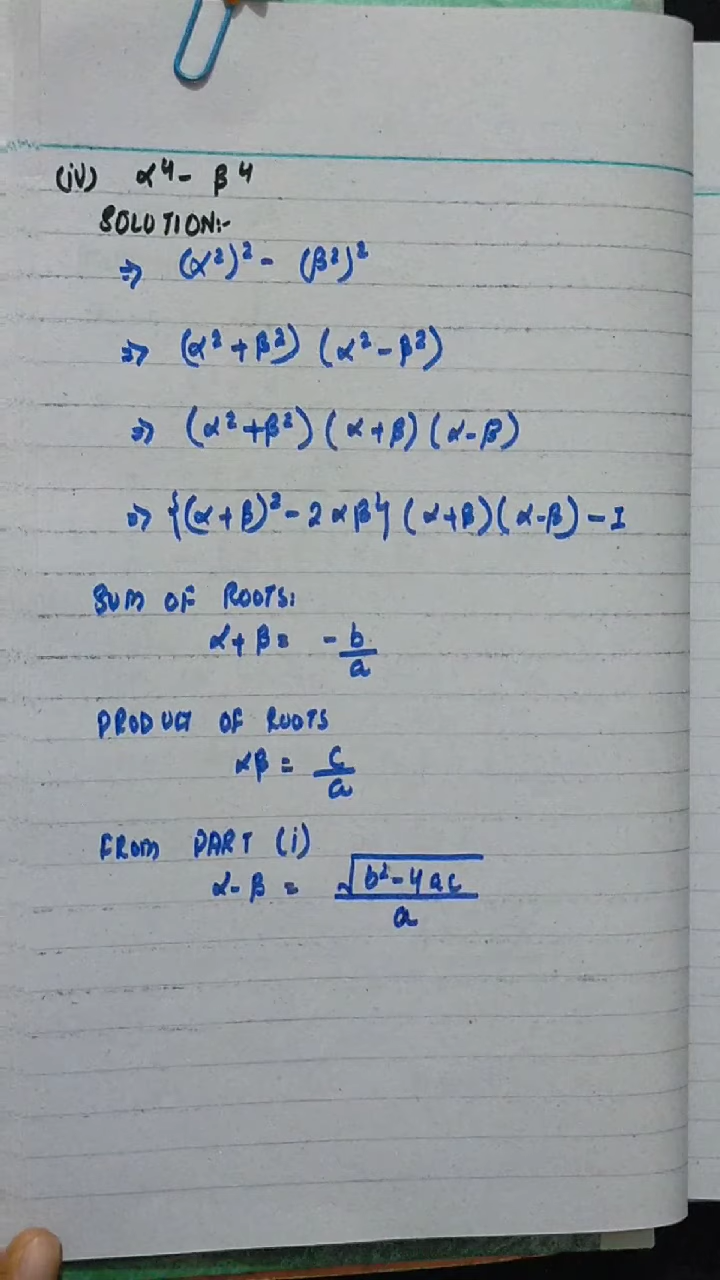 (iv) α⁴ - β⁴
SOLUTION:-
⇒ (α²)² - (β²)²
⇒ (α² + β²) (α² - β²)
⇒ (α² + β²) (α + β) (α - β)
⇒ {(α + β)² - 2αβ} (α + β) (α - β) - I
SUM OF ROOTS:
α + β = - b/a
PRODUCT OF ROOTS
αβ = c/a
FROM PART (i)
α - β = √(b² - 4ac)/a